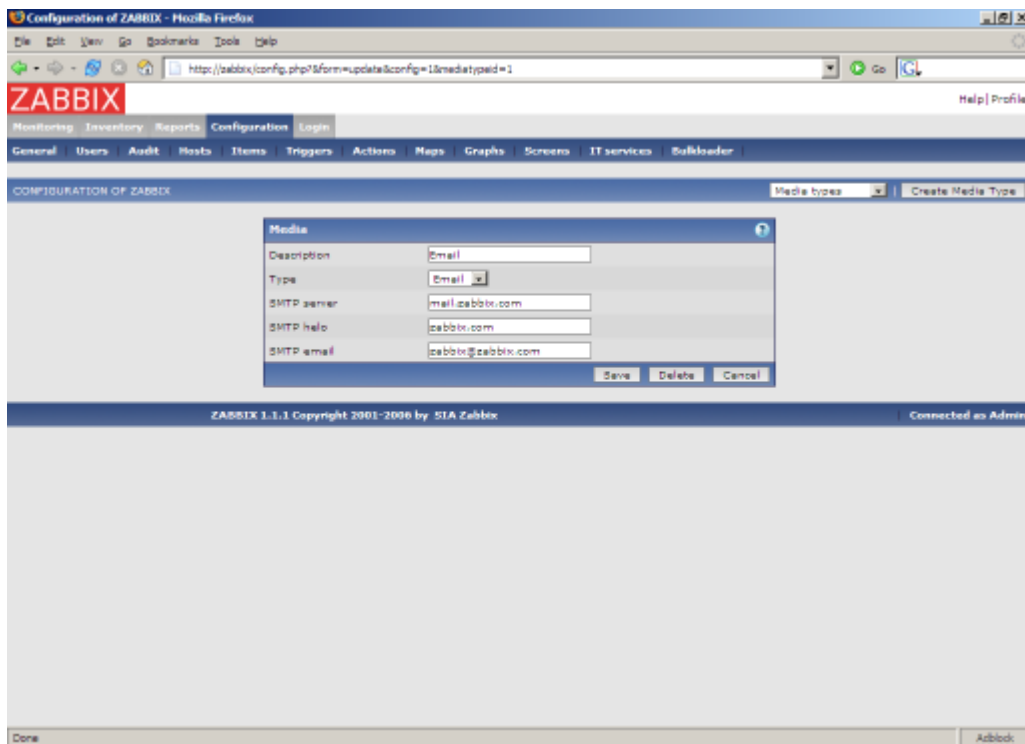 Configuration of ZABBIX - Mozilla Firefox
File Edit View Go Bookmarks Tools Help
http://zabbix/config.php?&form=update&config=1&mediatypeid=1 Go G
ZABBIX Help | Profile
Monitoring Inventory Reports Configuration Login
General Users Audit Hosts Items Triggers Actions Maps Graphs Screens IT services Bulkloader
CONFIGURATION OF ZABBIX Media types | Create Media Type
Media ?
Description Email
Type Email
SMTP server mail.zabbix.com
SMTP helo zabbix.com
SMTP email zabbix@zabbix.com
Save Delete Cancel
ZABBIX 1.1.1 Copyright 2001-2006 by SIA Zabbix Connected as Admin
Done Adblock